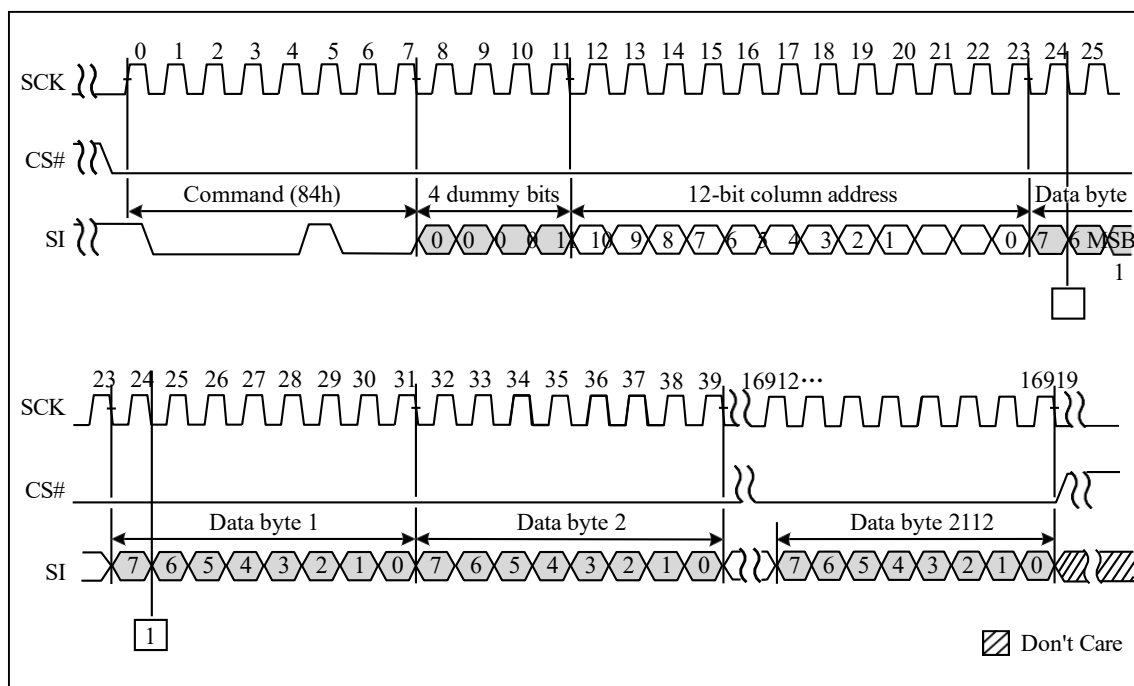 0 1 2 3 4 5 6 7 8 9 10 11 12 13 14 15 16 17 18 19 20 21 22 23 24 25
SCK
CS#
Command (84h) 4 dummy bits 12-bit column address Data byte
SI 0 0 0 0 1 10 9 8 7 6 5 4 3 2 1 0 7 6 MSB
1
23 24 25 26 27 28 29 30 31 32 33 34 35 36 37 38 39 16912… 16919
SCK
CS#
Data byte 1 Data byte 2 Data byte 2112
SI 7 6 5 4 3 2 1 0 7 6 5 4 3 2 1 0 7 6 5 4 3 2 1 0
1
Don't Care